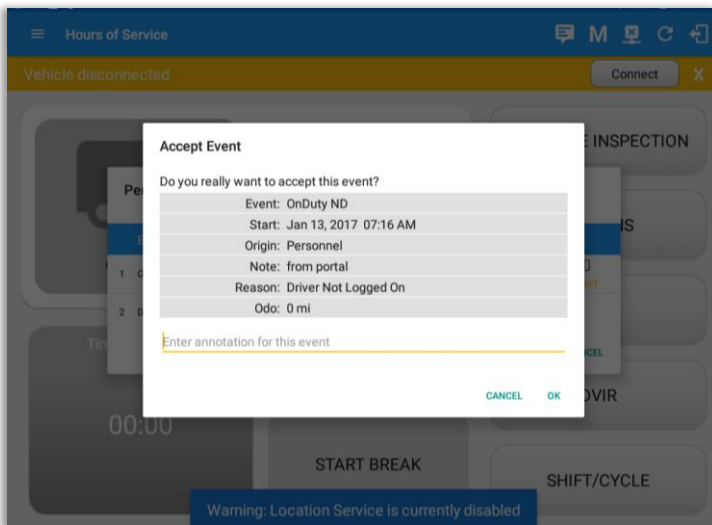 Hours of Service
M
Vehicle disconnected
Connect
X
INSPECTION
Accept Event
Do you really want to accept this event?
Event: OnDuty ND
Start: Jan 13, 2017 07:16 AM
Origin: Personnel
Note: from portal
Reason: Driver Not Logged On
Odo: 0 mi
Enter annotation for this event
CANCEL
OK
1
2
00:00
START BREAK
SHIFT/CYCLE
Warning: Location Service is currently disabled